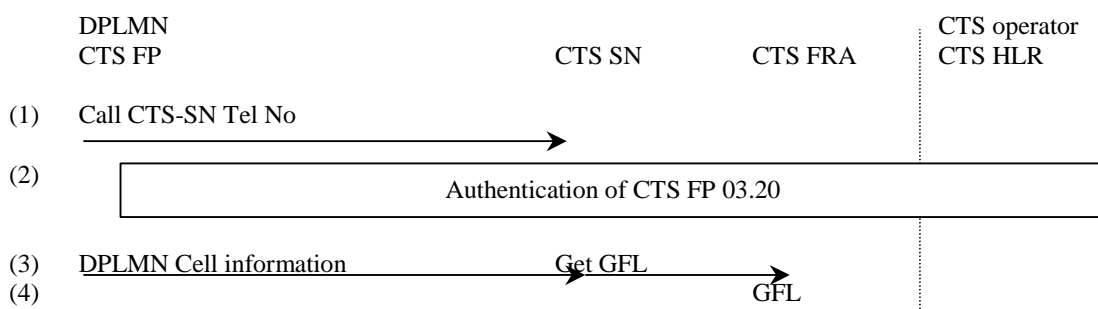 DPLMN CTS operator
CTS FP CTS SN CTS FRA CTS HLR
(1) Call CTS-SN Tel No
(2) Authentication of CTS FP 03.20
(3) DPLMN Cell information Get GFL
(4) GFL